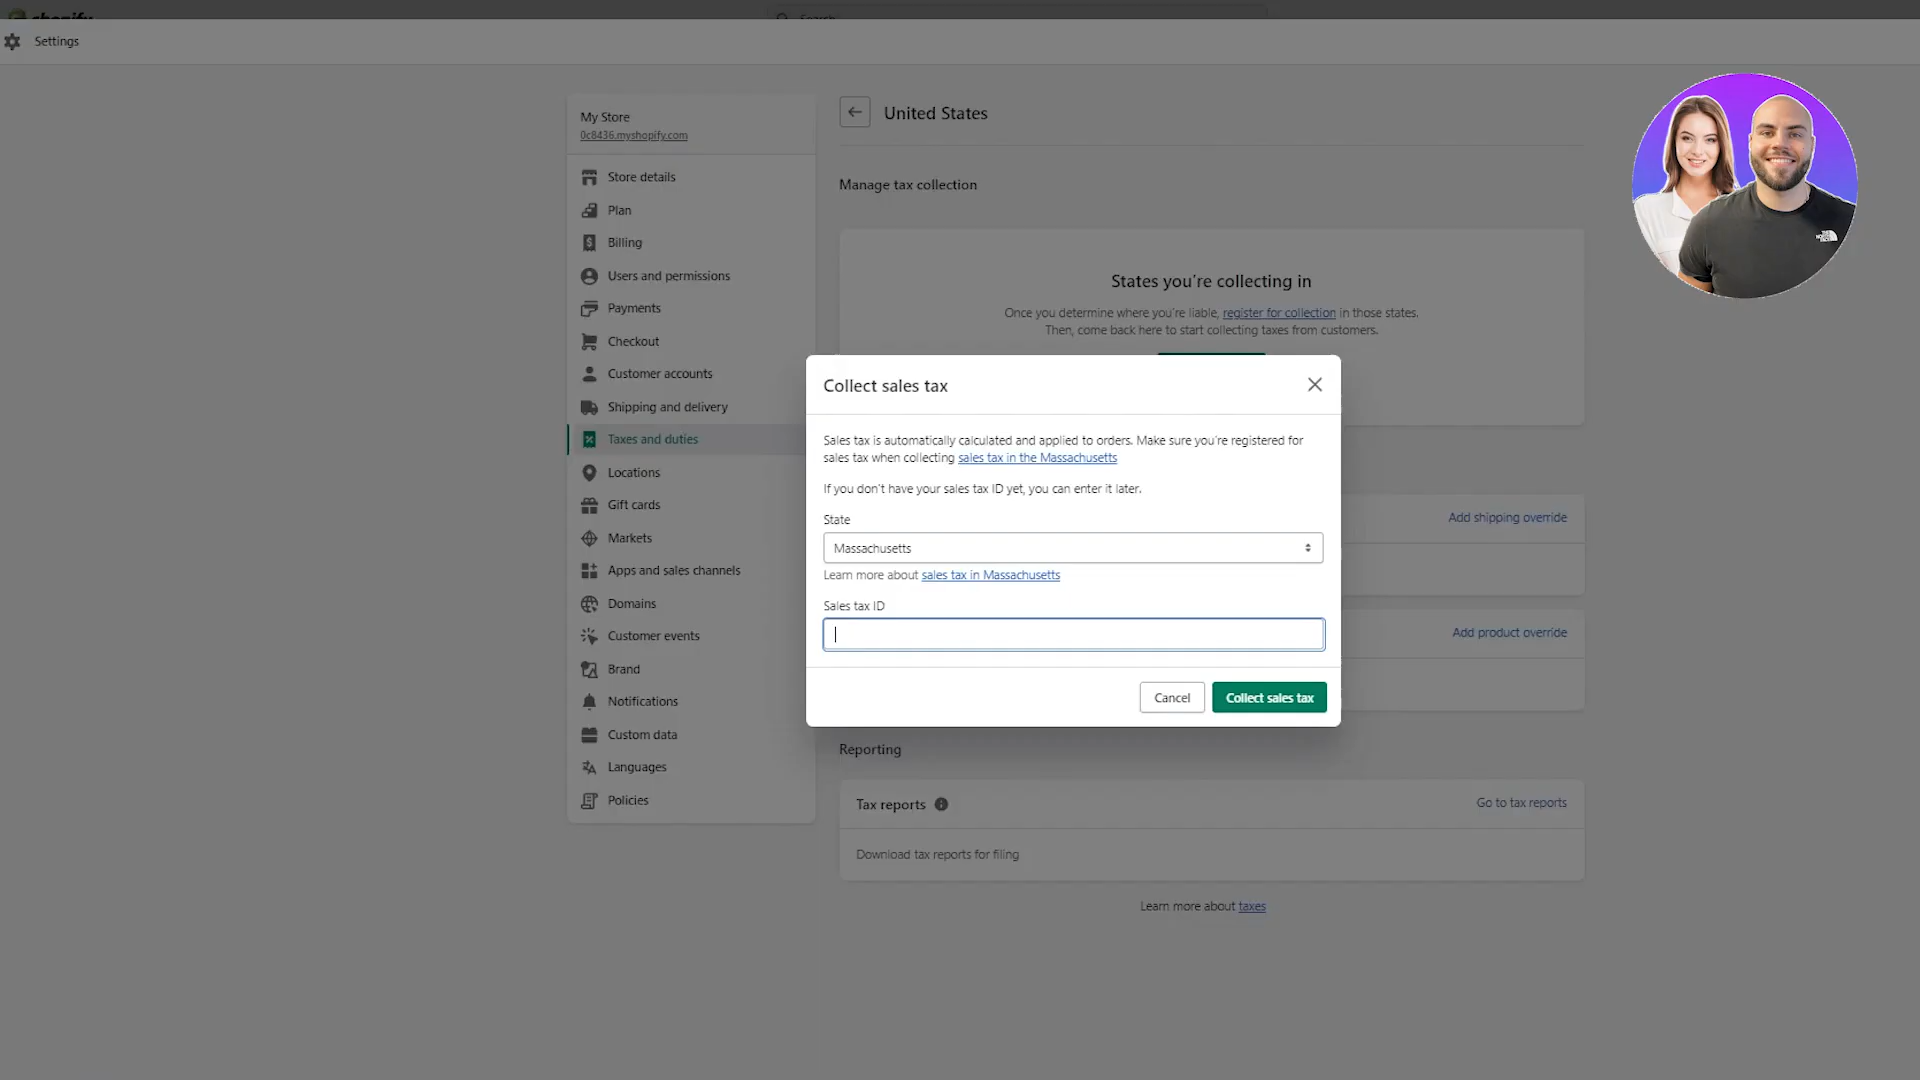 shopify
Search
Settings
My Store
0c8436.myshopify.com
Store details
Plan
Billing
Users and permissions
Payments
Checkout
Customer accounts
Shipping and delivery
Taxes and duties
Locations
Gift cards
Markets
Apps and sales channels
Domains
Customer events
Brand
Notifications
Custom data
Languages
Policies
United States
Manage tax collection
States you're collecting in
Once you determine where you're liable, register for collection in those states.
Then, come back here to start collecting taxes from customers.
Collect sales tax
Sales tax is automatically calculated and applied to orders. Make sure you're registered for
sales tax when collecting sales tax in the Massachusetts
If you don't have your sales tax ID yet, you can enter it later.
State
Massachusetts
Learn more about sales tax in Massachusetts
Sales tax ID
Cancel
Collect sales tax
Add shipping override
Add product override
Reporting
Tax reports
Go to tax reports
Download tax reports for filing
Learn more about taxes
THE NORTH FACE